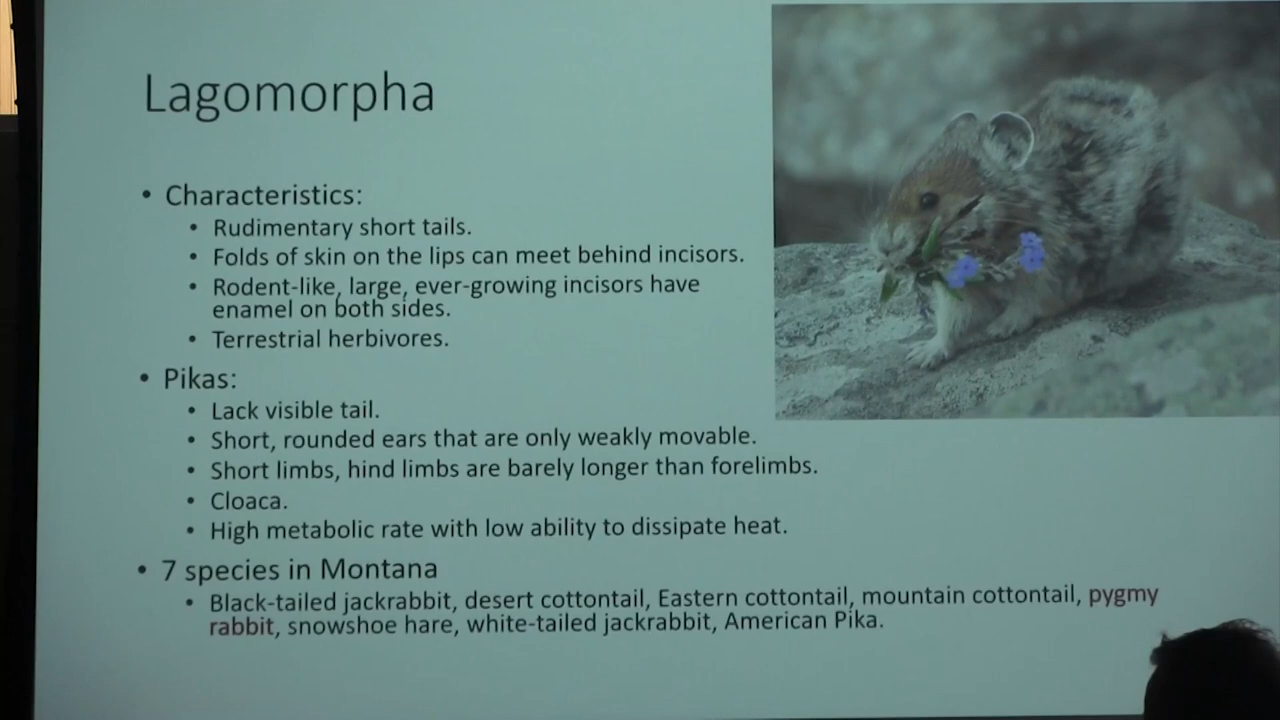 Lagomorpha
• Characteristics:
• Rudimentary short tails.
• Folds of skin on the lips can meet behind incisors.
• Rodent-like, large, ever-growing incisors have
enamel on both sides.
• Terrestrial herbivores.
• Pikas:
• Lack visible tail.
• Short, rounded ears that are only weakly movable.
• Short limbs, hind limbs are barely longer than forelimbs.
• Cloaca.
• High metabolic rate with low ability to dissipate heat.
• 7 species in Montana
• Black-tailed jackrabbit, desert cottontail, Eastern cottontail, mountain cottontail, pygmy
rabbit, snowshoe hare, white-tailed jackrabbit, American Pika.